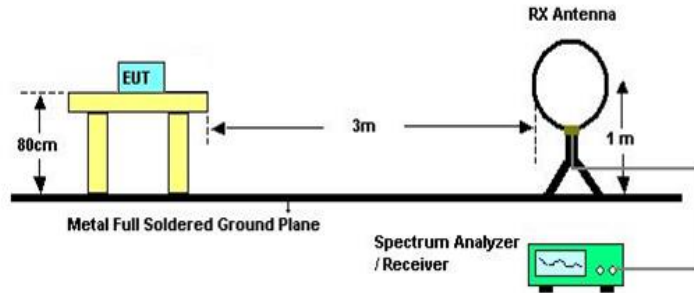 RX Antenna
EUT
80cm
3m
1 m
Metal Full Soldered Ground Plane
Spectrum Analyzer
/ Receiver